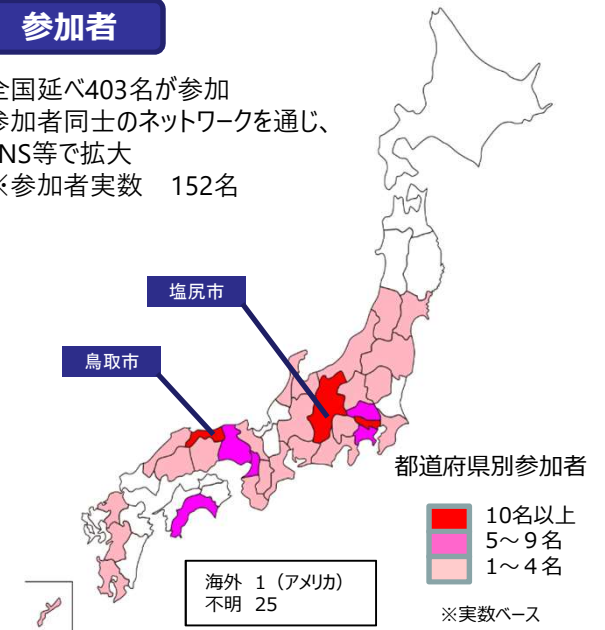 参加者
全国延べ403名が参加
参加者同士のネットワークを通じ、
NS等で拡大
※参加者実数 152名
塩尻市
鳥取市
都道府県別参加者
10名以上
5~9名
1~4名
海外 1 (アメリカ)
不明 25
※実数ベース